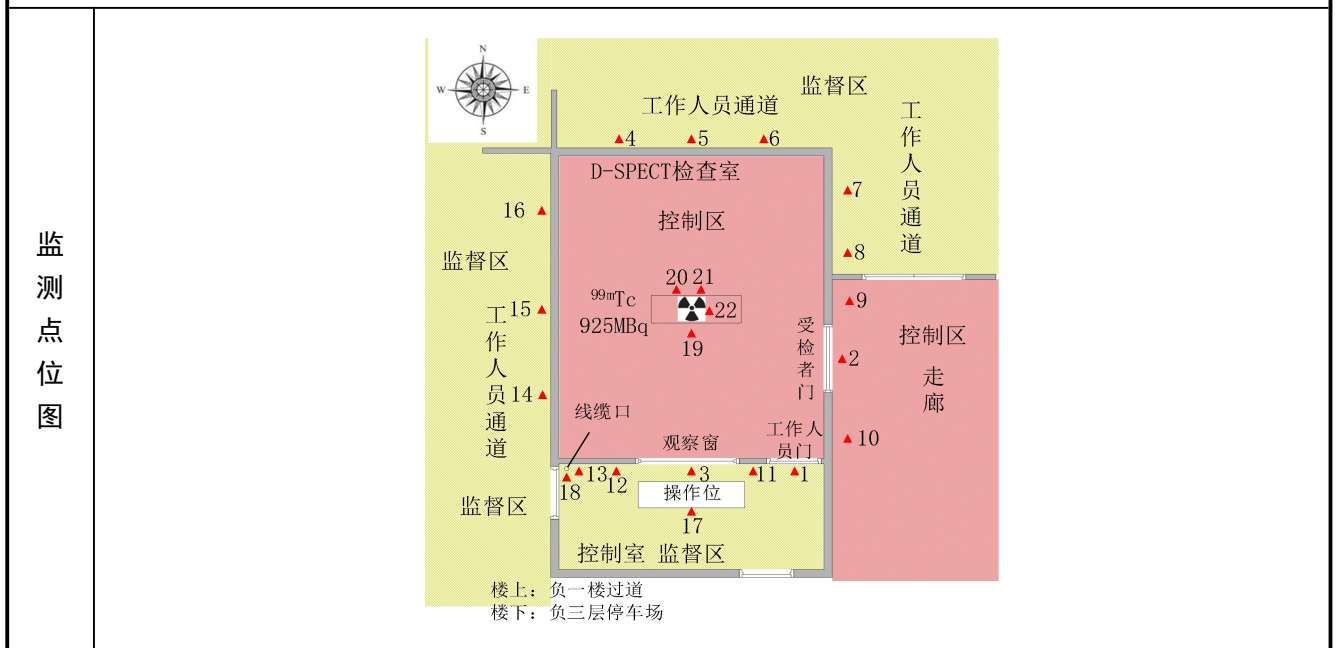 监测点位图
N
W
E
S
监督区
工作人员通道
工作人员通道
4
5
6
D-SPECT检查室
控制区
7
8
16
监督区
工作人员通道
15
14
20
21
99mTc
925MBq
22
19
受检者门
9
控制区
走廊
2
10
线缆口
观察窗
工作人
员门
13
12
18
3
11
1
操作位
17
监督区
控制室 监督区
楼上：负一楼过道
楼下：负三层停车场